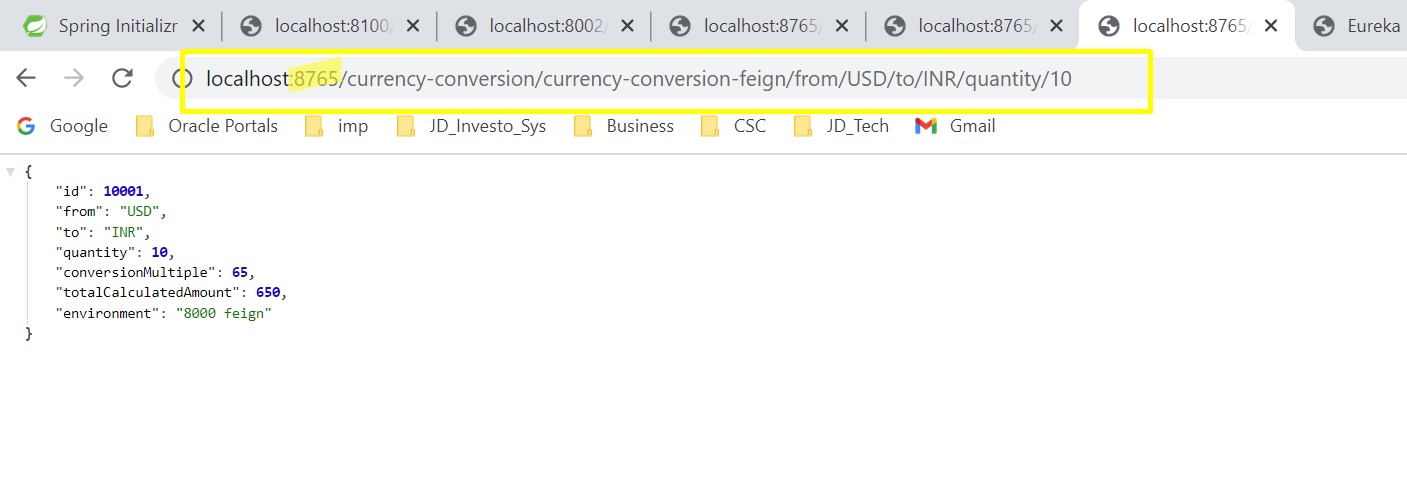 Spring Initializr localhost:8100/ localhost:8002/ localhost:8765/ localhost:8765/ localhost:8765/ Eureka
localhost:8765/currency-conversion/currency-conversion-feign/from/USD/to/INR/quantity/10
Google Oracle Portals imp JD_Investo_Sys Business CSC JD_Tech Gmail
{
"id": 10001,
"from": "USD",
"to": "INR",
"quantity": 10,
"conversionMultiple": 65,
"totalCalculatedAmount": 650,
"environment": "8000 feign"
}